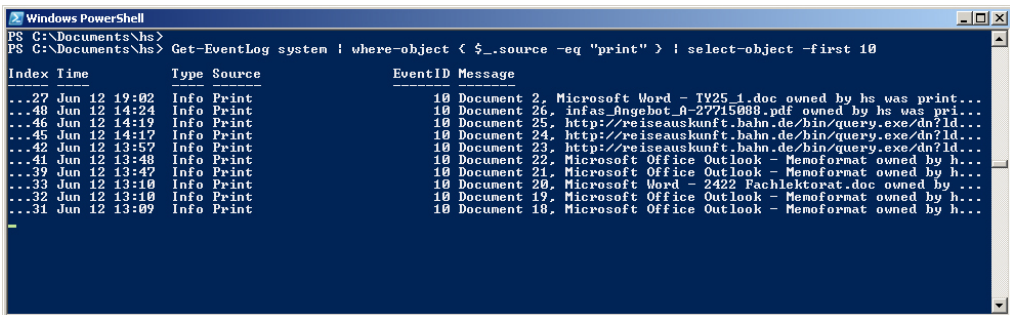 Windows PowerShell
PS C:\Documents\hs>
PS C:\Documents\hs> Get-EventLog system | where-object { $_.source -eq "print" } | select-object -first 10
Index Time Type Source EventID Message
----- ---- ---- ------ ------- -------
...27 Jun 12 19:02 Info Print 10 Document 2, Microsoft Word - TY25_1.doc owned by hs was print...
...48 Jun 12 14:24 Info Print 10 Document 26, infas_Angebot_A-27715088.pdf owned by hs was pri...
...46 Jun 12 14:19 Info Print 10 Document 25, http://reiseauskunft.bahn.de/bin/query.exe/dn?ld...
...45 Jun 12 14:17 Info Print 10 Document 24, http://reiseauskunft.bahn.de/bin/query.exe/dn?ld...
...42 Jun 12 13:57 Info Print 10 Document 23, http://reiseauskunft.bahn.de/bin/query.exe/dn?ld...
...41 Jun 12 13:48 Info Print 10 Document 22, Microsoft Office Outlook - Memoformat owned by h...
...39 Jun 12 13:47 Info Print 10 Document 21, Microsoft Office Outlook - Memoformat owned by h...
...33 Jun 12 13:10 Info Print 10 Document 20, Microsoft Word - 2422 Fachlektorat.doc owned by ...
...32 Jun 12 13:10 Info Print 10 Document 19, Microsoft Office Outlook - Memoformat owned by h...
...31 Jun 12 13:09 Info Print 10 Document 18, Microsoft Office Outlook - Memoformat owned by h...